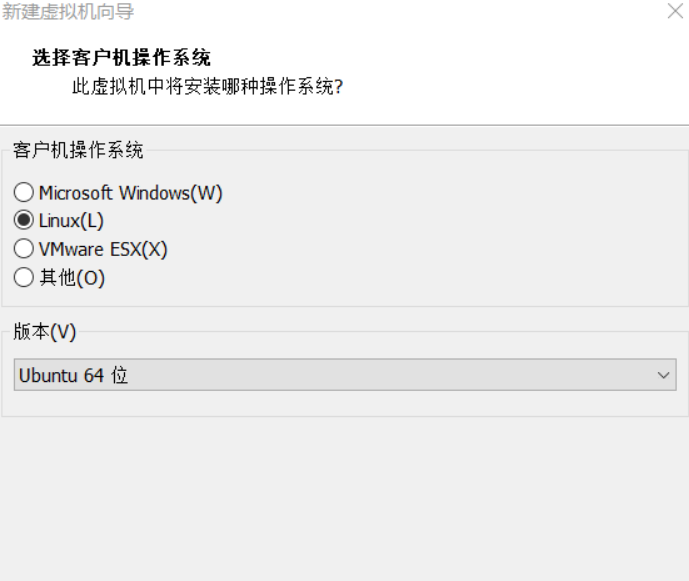 新建虚拟机向导
选择客户机操作系统
此虚拟机中将安装哪种操作系统?
客户机操作系统
Microsoft Windows(W)
Linux(L)
VMware ESX(X)
其他(O)
版本(V)
Ubuntu 64 位